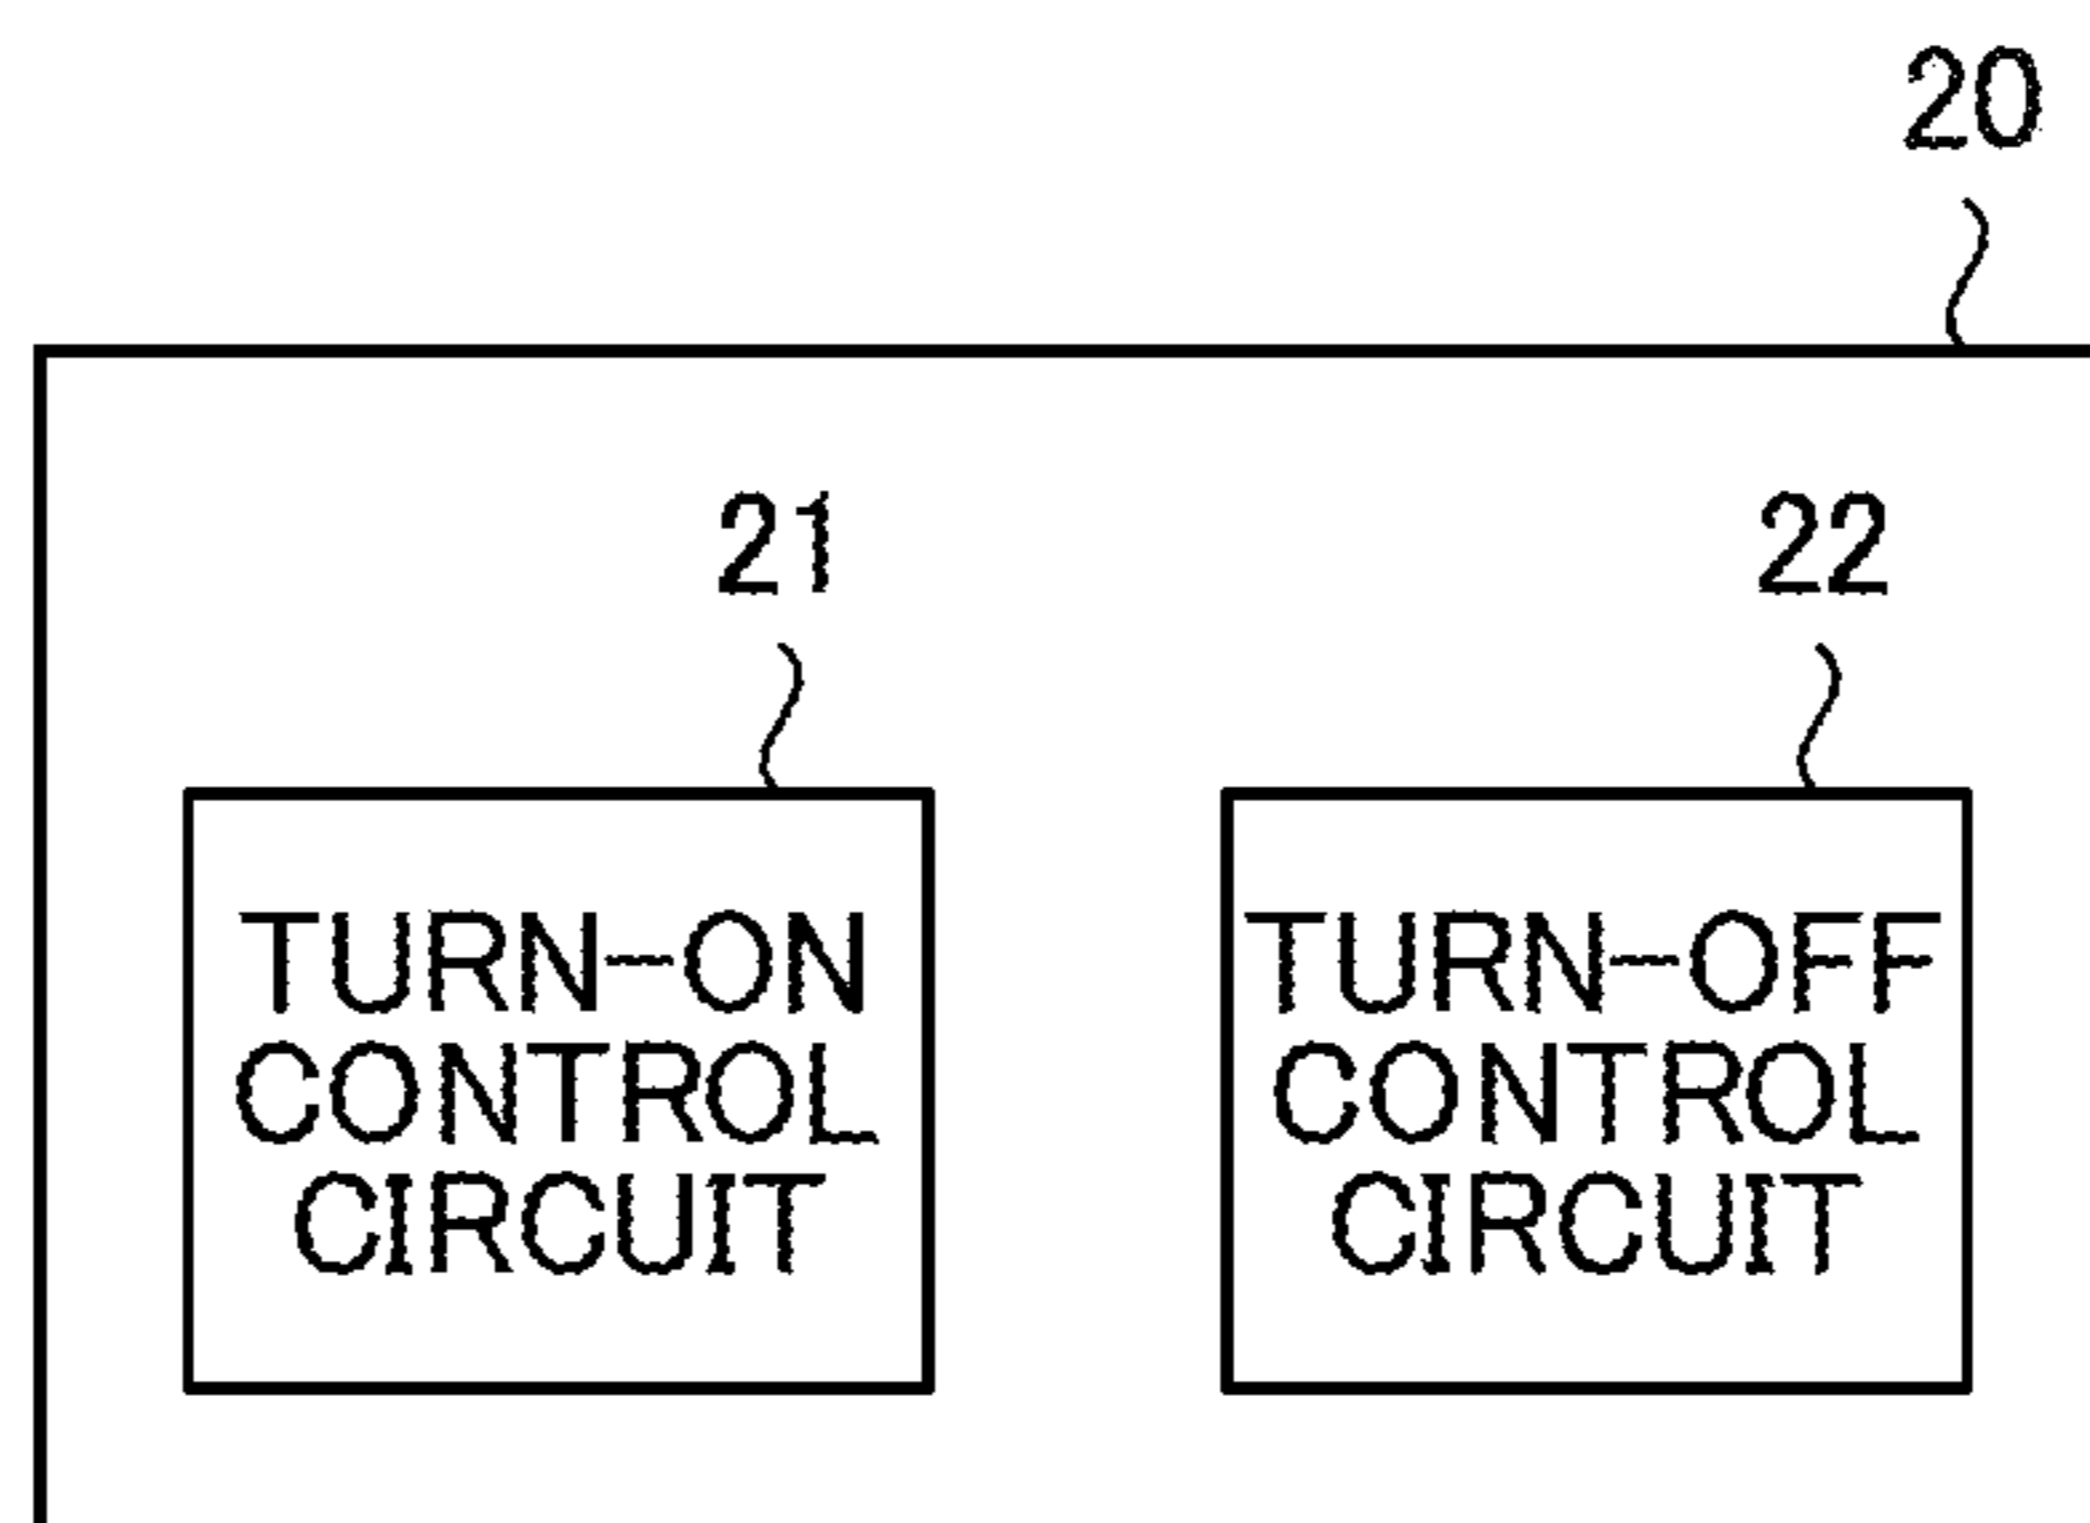 20
21
22
TURN-ON
CONTROL
CIRCUIT
TURN-OFF
CONTROL
CIRCUIT